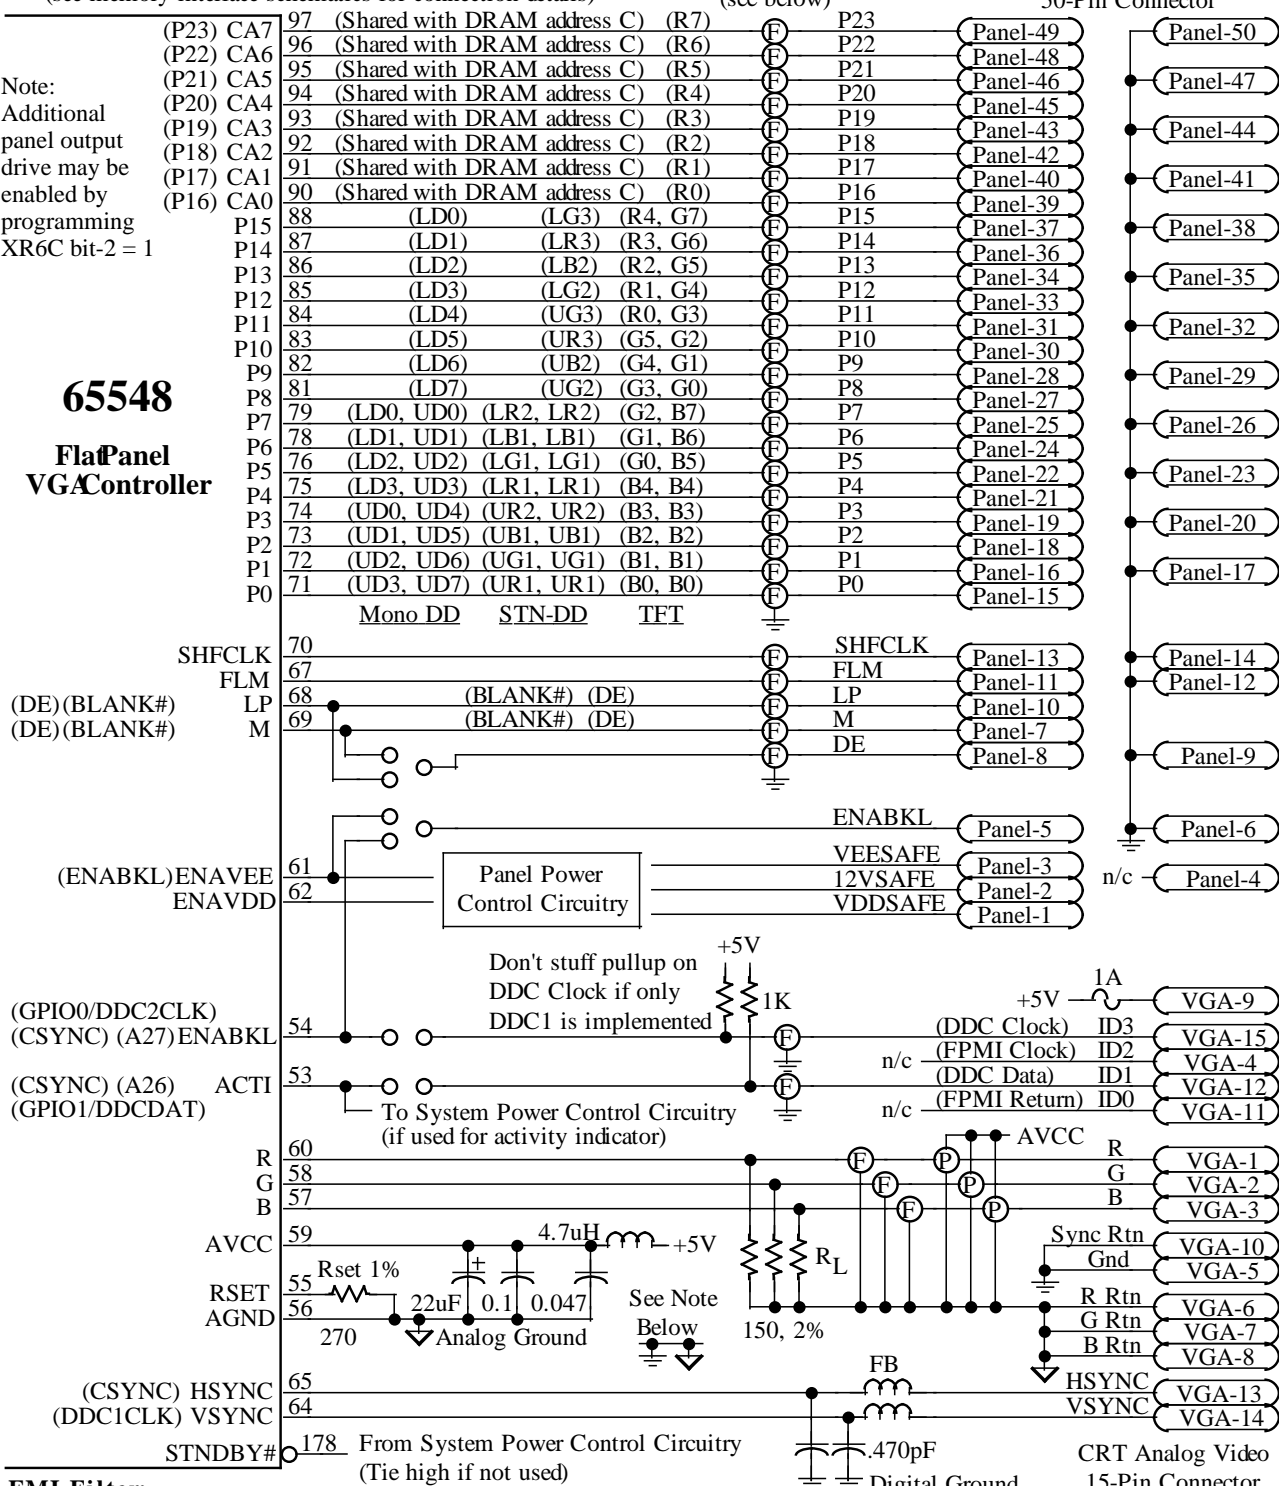 (see memory interface schematics for connection details) (see below) 50-Pin Connector
(P23) CA7 97 (Shared with DRAM address C) (R7) F P23 Panel-49 Panel-50
(P22) CA6 96 (Shared with DRAM address C) (R6) F P22 Panel-48
(P21) CA5 95 (Shared with DRAM address C) (R5) F P21 Panel-46 Panel-47
(P20) CA4 94 (Shared with DRAM address C) (R4) F P20 Panel-45
(P19) CA3 93 (Shared with DRAM address C) (R3) F P19 Panel-43 Panel-44
(P18) CA2 92 (Shared with DRAM address C) (R2) F P18 Panel-42
(P17) CA1 91 (Shared with DRAM address C) (R1) F P17 Panel-40 Panel-41
(P16) CA0 90 (Shared with DRAM address C) (R0) F P16 Panel-39
Note:
Additional
panel output
drive may be
enabled by
programming
XR6C bit-2 = 1
P15 88 (LD0) (LG3) (R4, G7) F P15 Panel-37 Panel-38
P14 87 (LD1) (LR3) (R3, G6) F P14 Panel-36
P13 86 (LD2) (LB2) (R2, G5) F P13 Panel-34 Panel-35
P12 85 (LD3) (LG2) (R1, G4) F P12 Panel-33
P11 84 (LD4) (UG3) (R0, G3) F P11 Panel-31 Panel-32
P10 83 (LD5) (UR3) (G5, G2) F P10 Panel-30
P9 82 (LD6) (UB2) (G4, G1) F P9 Panel-28 Panel-29
P8 81 (LD7) (UG2) (G3, G0) F P8 Panel-27
P7 79 (LD0, UD0) (LR2, LR2) (G2, B7) F P7 Panel-25 Panel-26
P6 78 (LD1, UD1) (LB1, LB1) (G1, B6) F P6 Panel-24
P5 76 (LD2, UD2) (LG1, LG1) (G0, B5) F P5 Panel-22 Panel-23
P4 75 (LD3, UD3) (LR1, LR1) (B4, B4) F P4 Panel-21
P3 74 (UD0, UD4) (UR2, UR2) (B3, B3) F P3 Panel-19 Panel-20
P2 73 (UD1, UD5) (UB1, UB1) (B2, B2) F P2 Panel-18
P1 72 (UD2, UD6) (UG1, UG1) (B1, B1) F P1 Panel-16 Panel-17
P0 71 (UD3, UD7) (UR1, UR1) (B0, B0) F P0 Panel-15
65548
FlatPanel
VGAController
Mono DD STN-DD TFT
SHFCLK 70 F SHFCLK Panel-13 Panel-14
FLM 67 F FLM Panel-11 Panel-12
(DE)(BLANK#) LP 68 (BLANK#) (DE) F LP Panel-10
(DE)(BLANK#) M 69 (BLANK#) (DE) F M Panel-7
F DE Panel-8 Panel-9
ENABKL Panel-5 Panel-6
(ENABKL)ENAVEE 61 VEESAFE Panel-3 n/c Panel-4
ENAVDD 62 12VSAFE Panel-2
VDDSAFE Panel-1
Panel Power
Control Circuitry
+5V
Don't stuff pullup on
DDC Clock if only
DDC1 is implemented
1K
1A
+5V VGA-9
(GPIO0/DDC2CLK)
(CSYNC) (A27)ENABKL 54 F (DDC Clock) ID3 VGA-15
n/c (FPMI Clock) ID2 VGA-4
(CSYNC) (A26) ACTI 53 F (DDC Data) ID1 VGA-12
(GPIO1/DDCDAT)
n/c (FPMI Return) ID0 VGA-11
To System Power Control Circuitry
(if used for activity indicator)
AVCC
R 60 F P R VGA-1
G 58 F P G VGA-2
B 57 F P B VGA-3
AVCC 59 4.7uH +5V RL Sync Rtn VGA-10
Gnd VGA-5
RSET 55 Rset 1% 270
AGND 56
+ 22uF 0.1 0.047
Analog Ground
See Note
Below
150, 2%
R Rtn VGA-6
G Rtn VGA-7
B Rtn VGA-8
FB
(CSYNC) HSYNC 65 HSYNC VGA-13
(DDC1CLK) VSYNC 64 VSYNC VGA-14
STNDBY# 178 From System Power Control Circuitry
(Tie high if not used)
.470pF
Digital Ground
CRT Analog Video
15-Pin Connector
EMI Filter